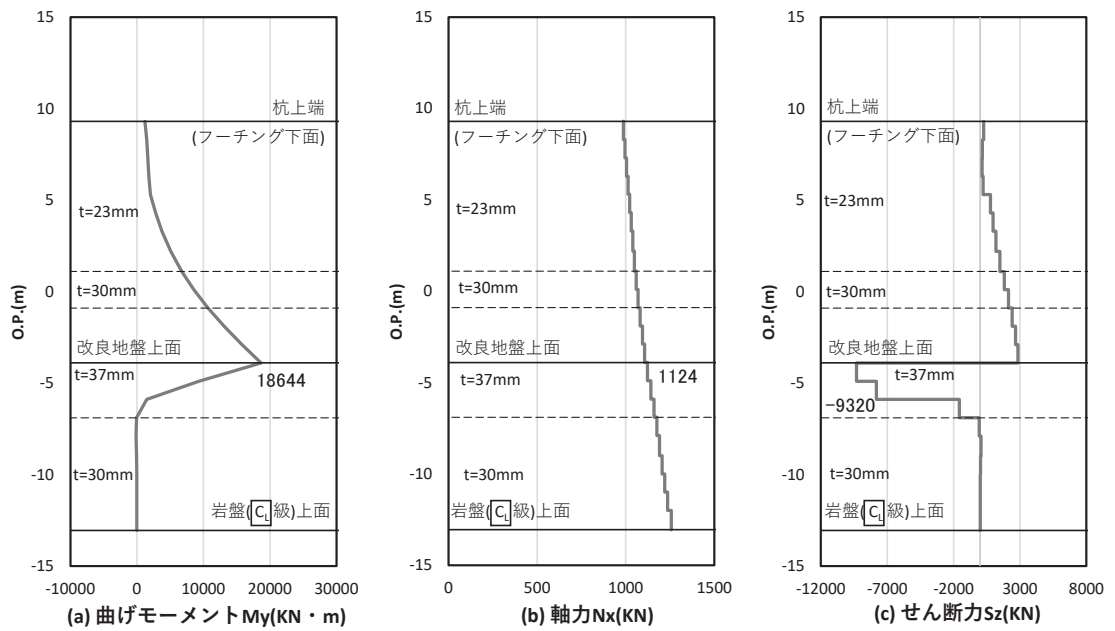 15
10
5
0
-5
-10
-15
O.P.(m)
杭上端
(フーチング下面)
t=23mm
t=30mm
改良地盤上面
t=37mm
18644
t=30mm
岩盤(CL級)上面
-10000 0 10000 20000 30000
(a) 曲げモーメントMy(KN・m)
15
10
5
0
-5
-10
-15
O.P.(m)
杭上端
(フーチング下面)
t=23mm
t=30mm
改良地盤上面
t=37mm
1124
t=30mm
岩盤(CL級)上面
0 500 1000 1500
(b) 軸力Nx(KN)
15
10
5
0
-5
-10
-15
O.P.(m)
杭上端
(フーチング下面)
t=23mm
t=30mm
改良地盤上面
t=37mm
-9320
t=30mm
岩盤(CL級)上面
-12000 -7000 -2000 3000 8000
(c) せん断力Sz(KN)